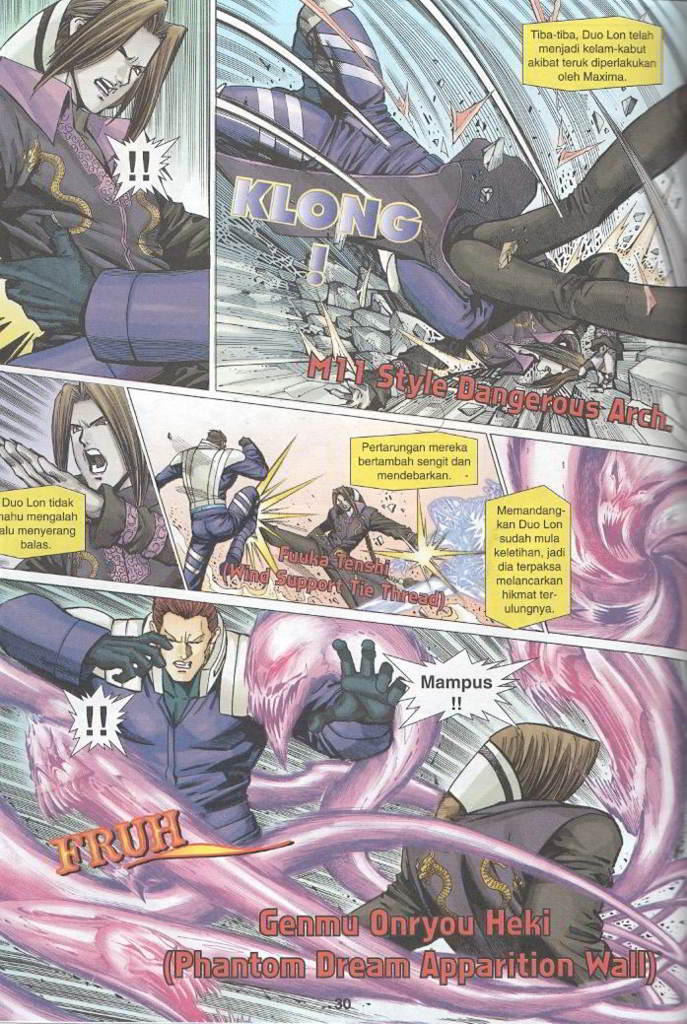 !!
Tiba-tiba, Duo Lon telah
menjadi kelam-kabut
akibat teruk diperlakukan
oleh Maxima.
KLONG
!
M11 Style Dangerous Arch.
Duo Lon tidak
mahu mengalah
lalu menyerang
balas.
Pertarungan mereka
bertambah sengit dan
mendebarkan.
Fuuka Tenshi
(Wind Support Tie Thread)
Memandang-
kan Duo Lon
sudah mula
keletihan, jadi
dia terpaksa
melancarkan
hikmat ter-
ulungnya.
!!
Mampus
!!
FRUH
Genmu Onryou Heki
(Phantom Dream Apparition Wall)
30